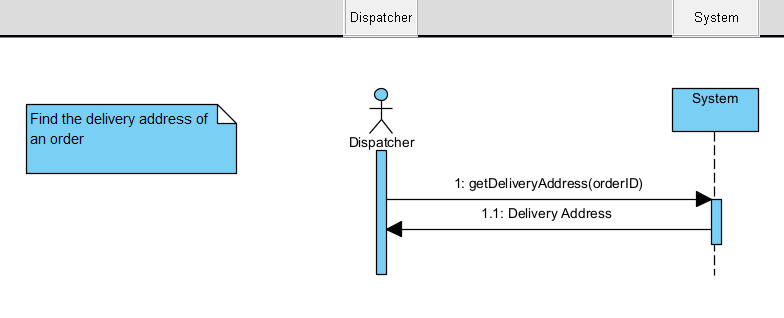 Dispatcher
System
Find the delivery address of
an order
Dispatcher
System
1: getDeliveryAddress(orderID)
1.1: Delivery Address